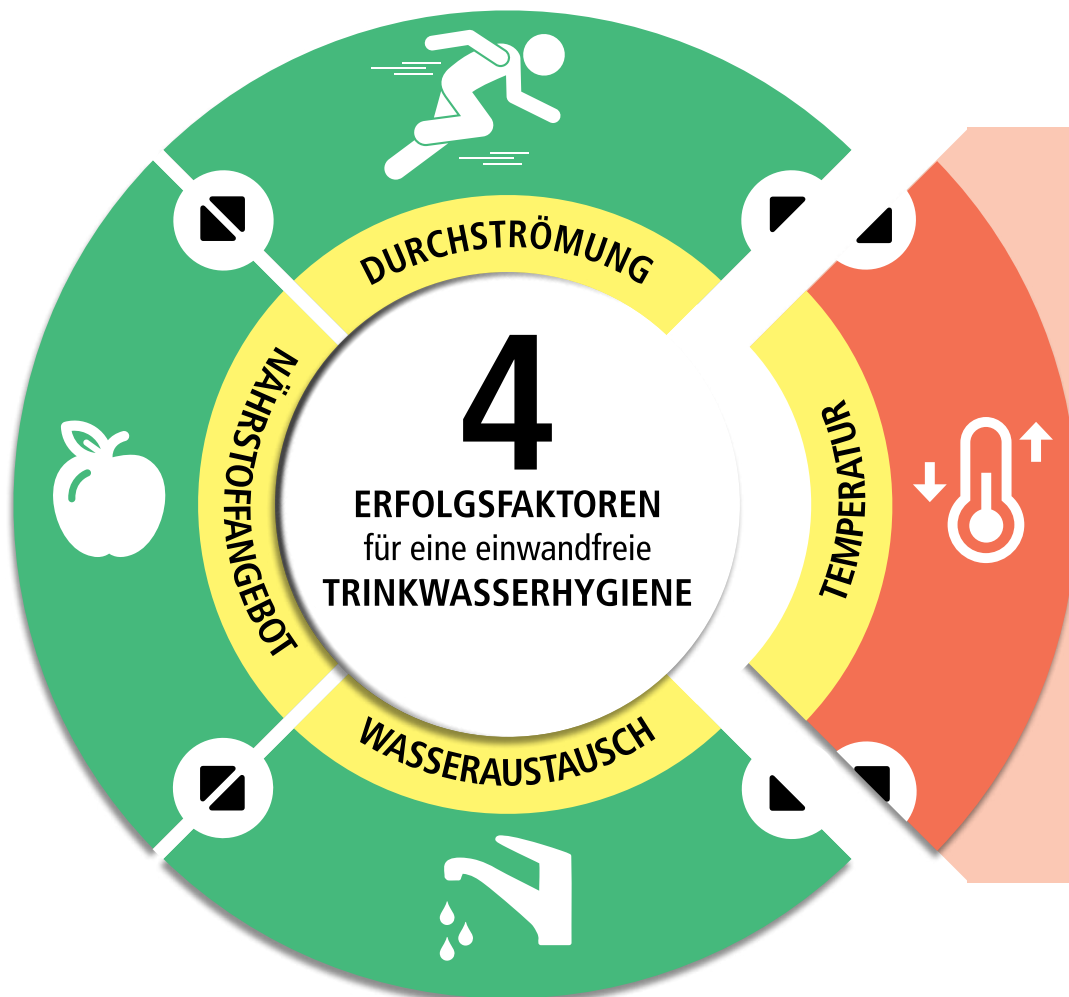 DURCHSTRÖMUNG
NÄHRSTOFFANGEBOT
4
ERFOLGSFAKTOREN
für eine einwandfreie
TRINKWASSERHYGIENE
TEMPERATUR
WASSERAUSTAUSCH